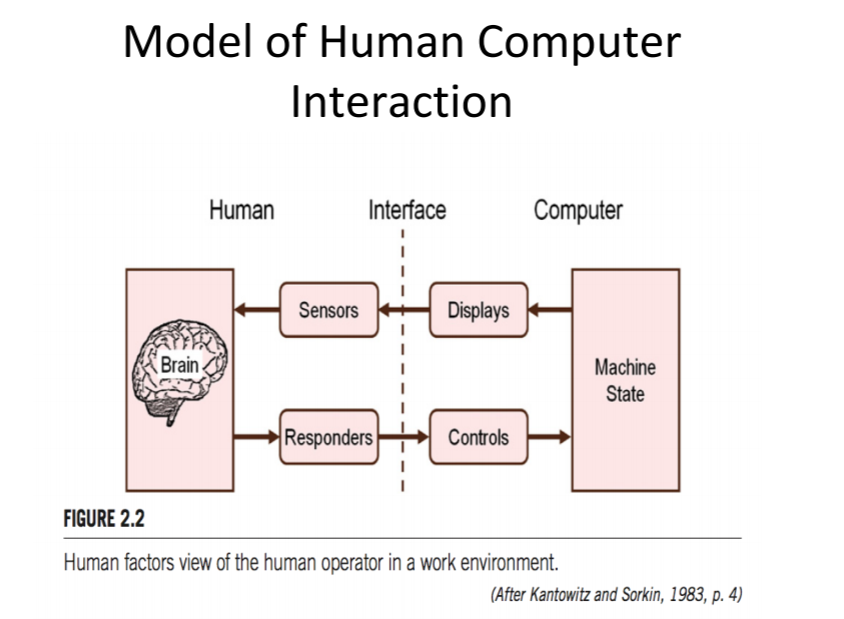 Model of Human Computer
Interaction
Human
Interface
Computer
Sensors
Displays
Brain
Machine
State
Responders
Controls
FIGURE 2.2
Human factors view of the human operator in a work environment.
(After Kantowitz and Sorkin, 1983, p. 4)